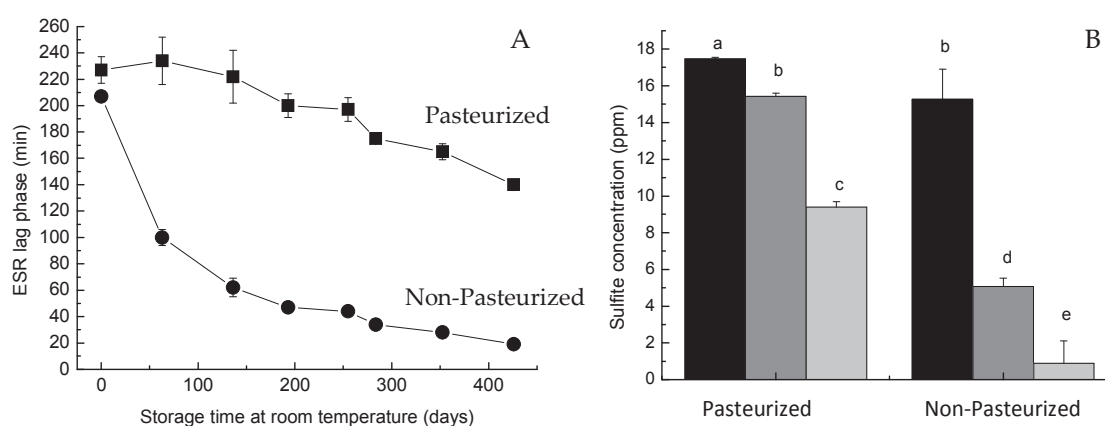 A
260
240
220
200
180
160
140
120
100
80
60
40
20
0
ESR lag phase (min)
Pasteurized
Non-Pasteurized
0 100 200 300 400
Storage time at room temperature (days)
B
18
16
14
12
10
8
6
4
2
0
Sulfite concentration (ppm)
a
b
c
b
d
e
Pasteurized Non-Pasteurized